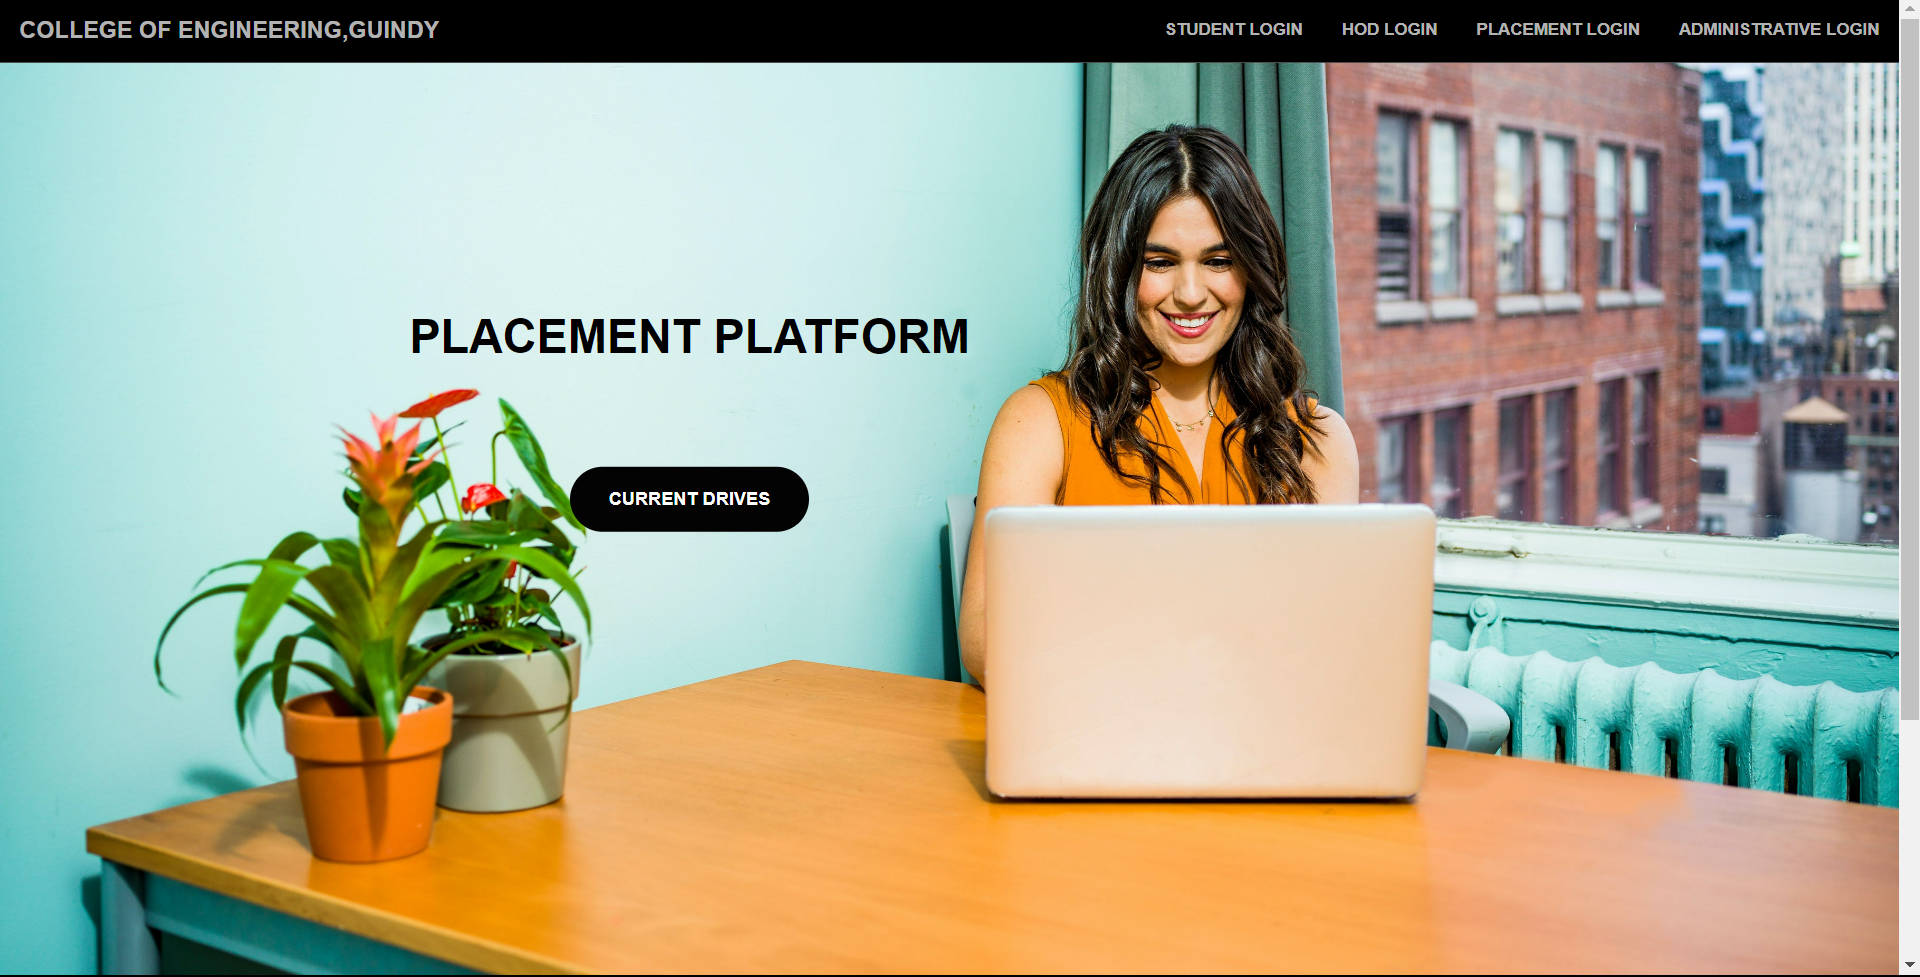 COLLEGE OF ENGINEERING,GUINDY
STUDENT LOGIN
HOD LOGIN
PLACEMENT LOGIN
ADMINISTRATIVE LOGIN
PLACEMENT PLATFORM
CURRENT DRIVES